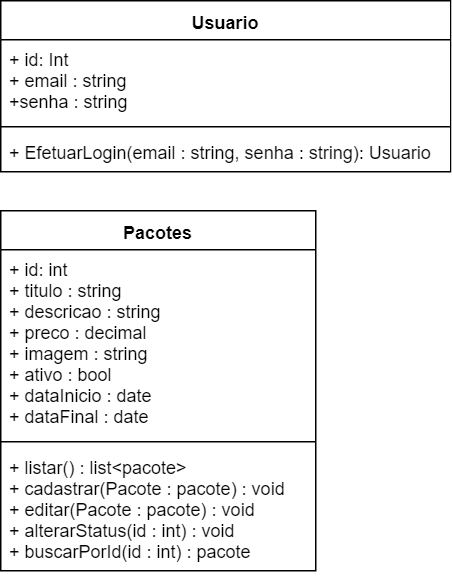 Usuario
+ id: Int
+ email : string
+senha : string
+ EfetuarLogin(email : string, senha : string): Usuario
Pacotes
+ id: int
+ titulo : string
+ descricao : string
+ preco : decimal
+ imagem : string
+ ativo : bool
+ dataInicio : date
+ dataFinal : date
+ listar() : list<pacote>
+ cadastrar(Pacote : pacote) : void
+ editar(Pacote : pacote) : void
+ alterarStatus(id : int) : void
+ buscarPorId(id : int) : pacote